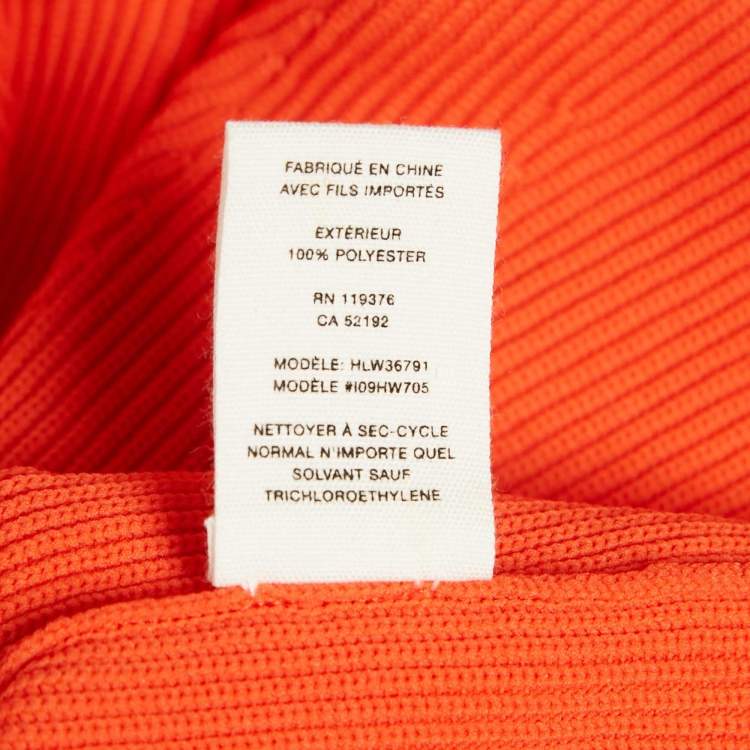 FABRIQUÉ EN CHINE
AVEC FILS IMPORTÉS
EXTÉRIEUR
100% POLYESTER
RN 119376
CA 52192
MODÈLE: HLW36791
MODÈLE #I09HW705
NETTOYER À SEC-CYCLE
NORMAL N'IMPORTE QUEL
SOLVANT SAUF
TRICHLOROETHYLENE